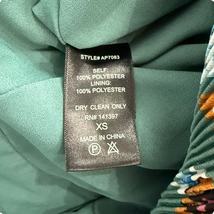 STYLE# AP7083
SELF:
100% POLYESTER
LINING:
100% POLYESTER
DRY CLEAN ONLY
RN# 141397
XS
MADE IN CHINA
P